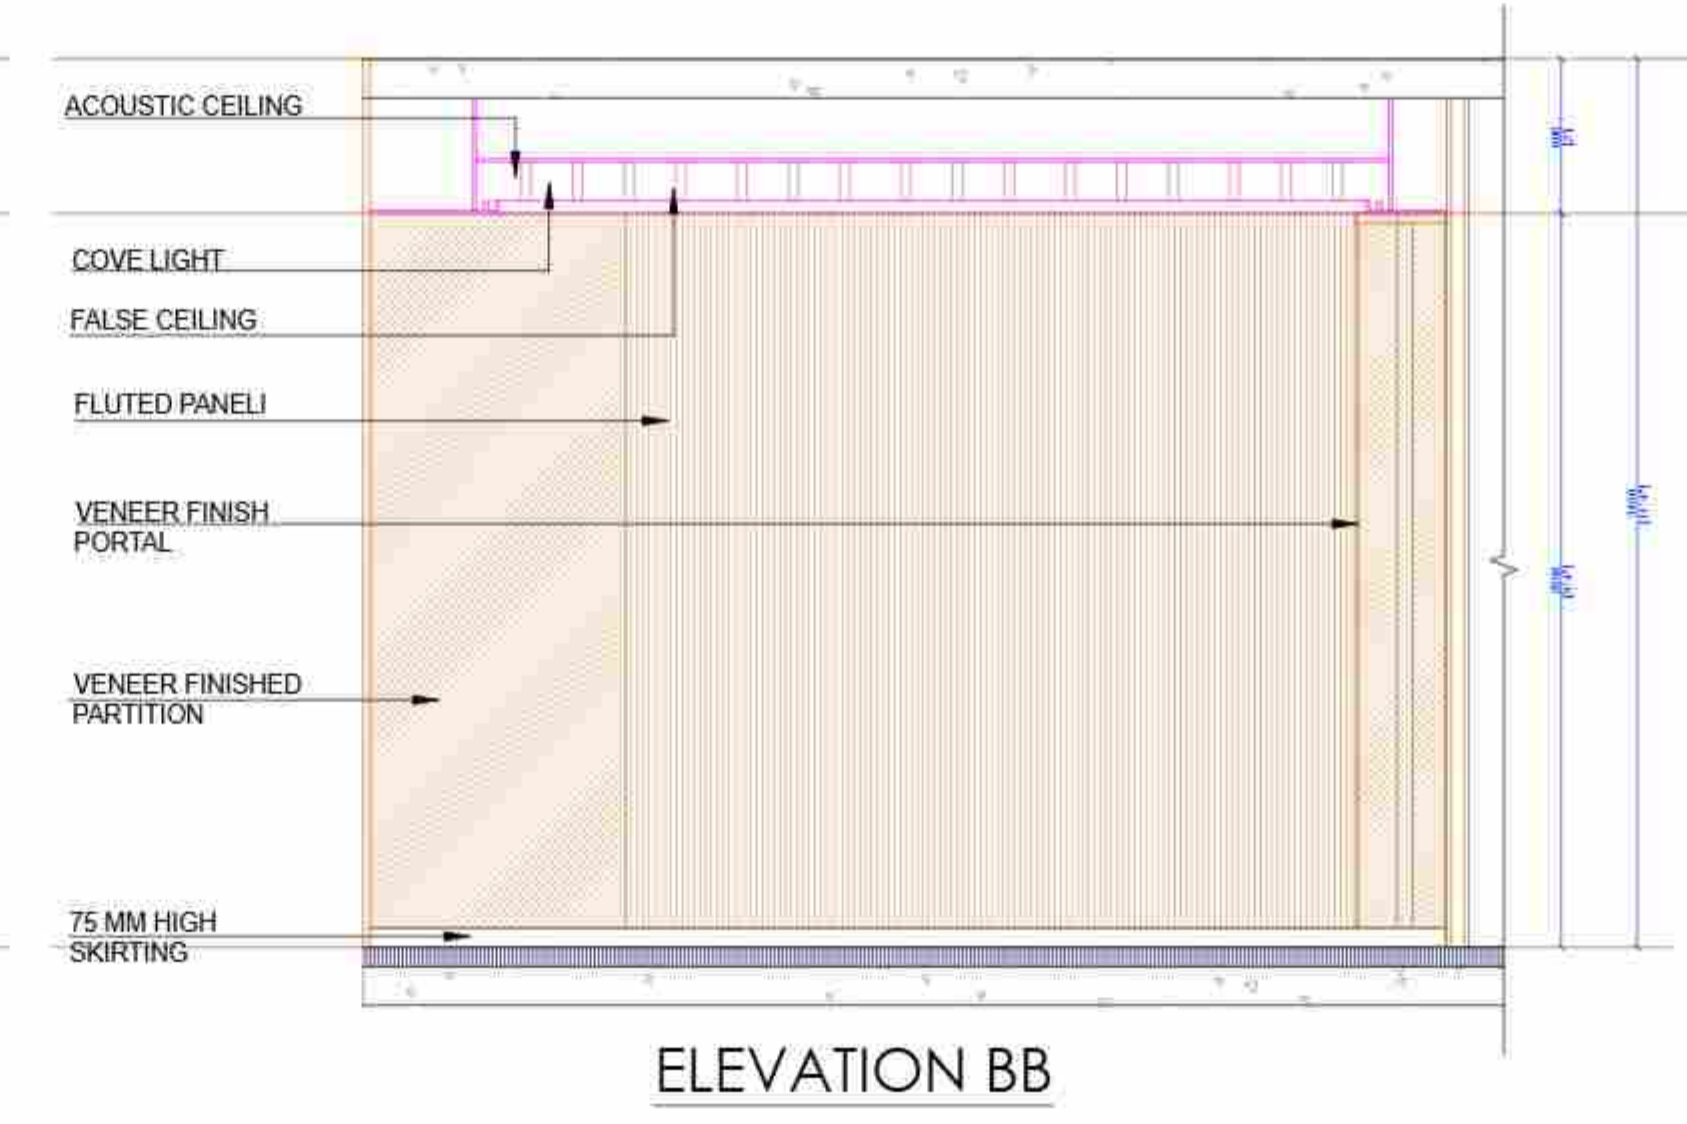 ACOUSTIC CEILING
COVE LIGHT
FALSE CEILING
FLUTED PANELI
VENEER FINISH
PORTAL
VENEER FINISHED
PARTITION
75 MM HIGH
SKIRTING
ELEVATION BB